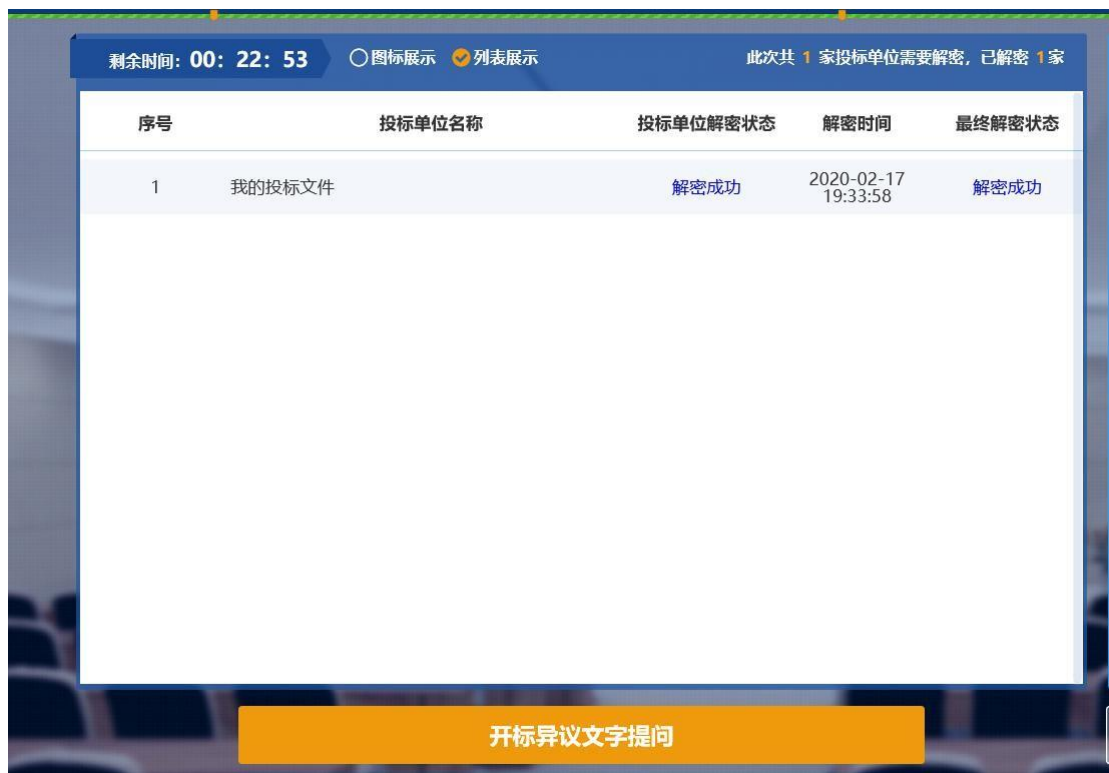 剩余时间: 00：22：53 图标展示 列表展示 此次共 1 家投标单位需要解密，已解密 1家
序号 投标单位名称 投标单位解密状态 解密时间 最终解密状态
1 我的投标文件 解密成功 2020-02-17 解密成功
19:33:58
开标异议文字提问